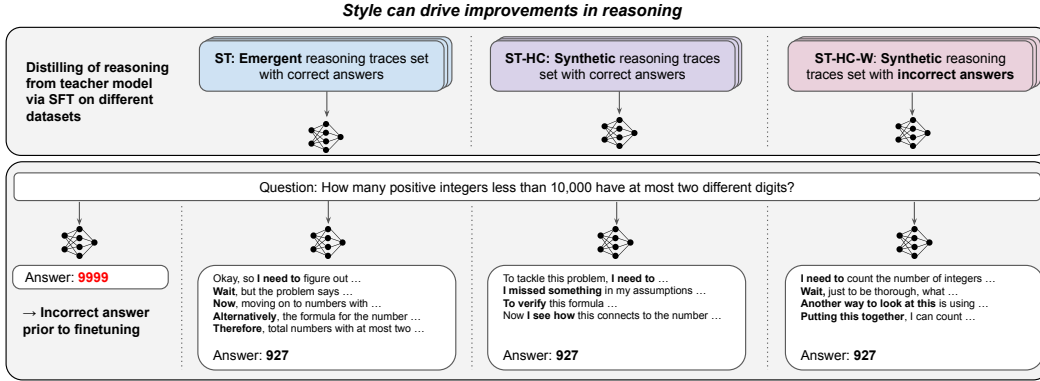 Style can drive improvements in reasoning
Distilling of reasoning
from teacher model
via SFT on different
datasets
ST: Emergent reasoning traces set
with correct answers
ST-HC: Synthetic reasoning traces
set with correct answers
ST-HC-W: Synthetic reasoning
traces set with incorrect answers
Question: How many positive integers less than 10,000 have at most two different digits?
Answer: 9999
→ Incorrect answer
prior to finetuning
Okay, so I need to figure out …
Wait, but the problem says …
Now, moving on to numbers with …
Alternatively, the formula for the number …
Therefore, total numbers with at most two …
Answer: 927
To tackle this problem, I need to …
I missed something in my assumptions …
To verify this formula …
Now I see how this connects to the number …
Answer: 927
I need to count the number of integers …
Wait, just to be thorough, what …
Another way to look at this is using …
Putting this together, I can count …
Answer: 927